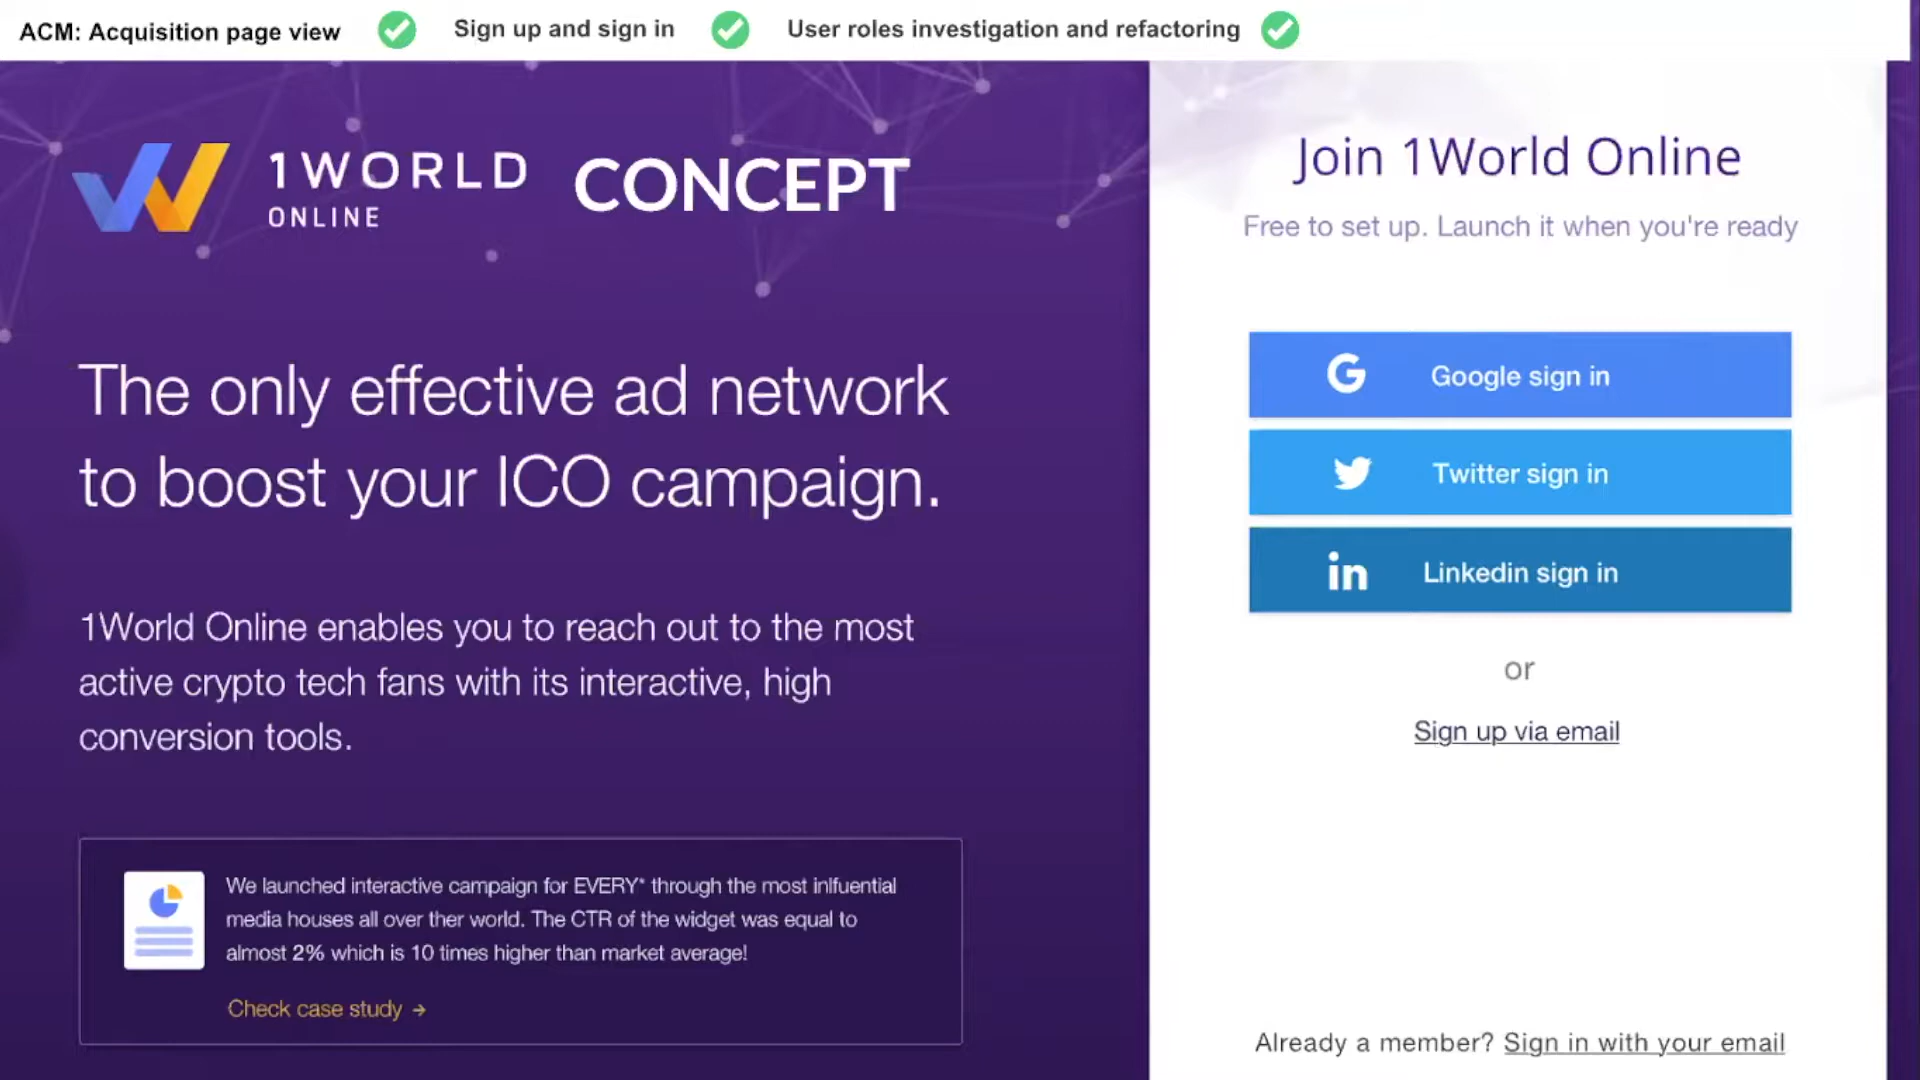 ACM: Acquisition page view
Sign up and sign in
User roles investigation and refactoring
1WORLD
ONLINE
CONCEPT
The only effective ad network
to boost your ICO campaign.
1World Online enables you to reach out to the most
active crypto tech fans with its interactive, high
conversion tools.
We launched interactive campaign for EVERY* through the most inlfuential
media houses all over ther world. The CTR of the widget was equal to
almost 2% which is 10 times higher than market average!
Check case study →
Join 1World Online
Free to set up. Launch it when you're ready
Google sign in
Twitter sign in
in Linkedin sign in
or
Sign up via email
Already a member? Sign in with your email